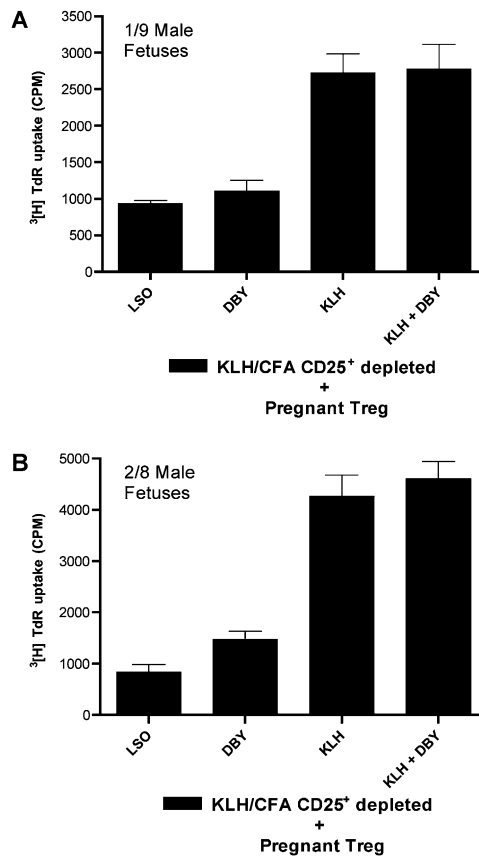 A
1/9 Male
Fetuses
³[H] TdR uptake (CPM)
3500
3000
2500
2000
1500
1000
500
0
LSO
DBY
KLH
KLH + DBY
KLH/CFA CD25⁺ depleted
+
Pregnant Treg
B
2/8 Male
Fetuses
³[H] TdR uptake (CPM)
5000
4000
3000
2000
1000
0
LSO
DBY
KLH
KLH + DBY
KLH/CFA CD25⁺ depleted
+
Pregnant Treg